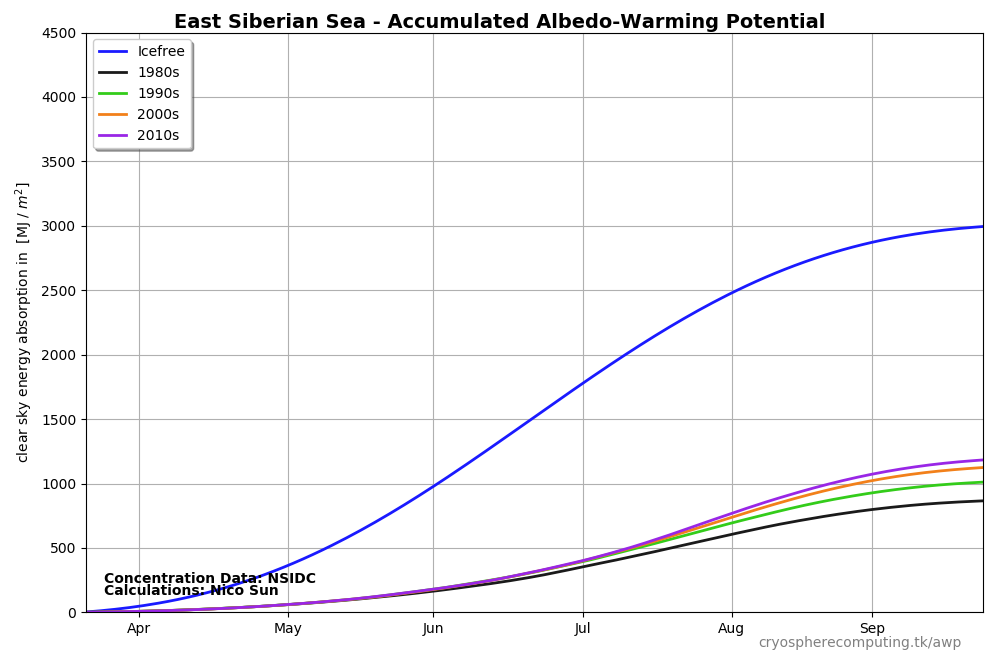 East Siberian Sea - Accumulated Albedo-Warming Potential
4500
4000
3500
3000
2500
2000
1500
1000
500
0
clear sky energy absorption in [MJ / m²]
Icefree
1980s
1990s
2000s
2010s
Concentration Data: NSIDC
Calculations: Nico Sun
Apr May Jun Jul Aug Sep
cryospherecomputing.tk/awp